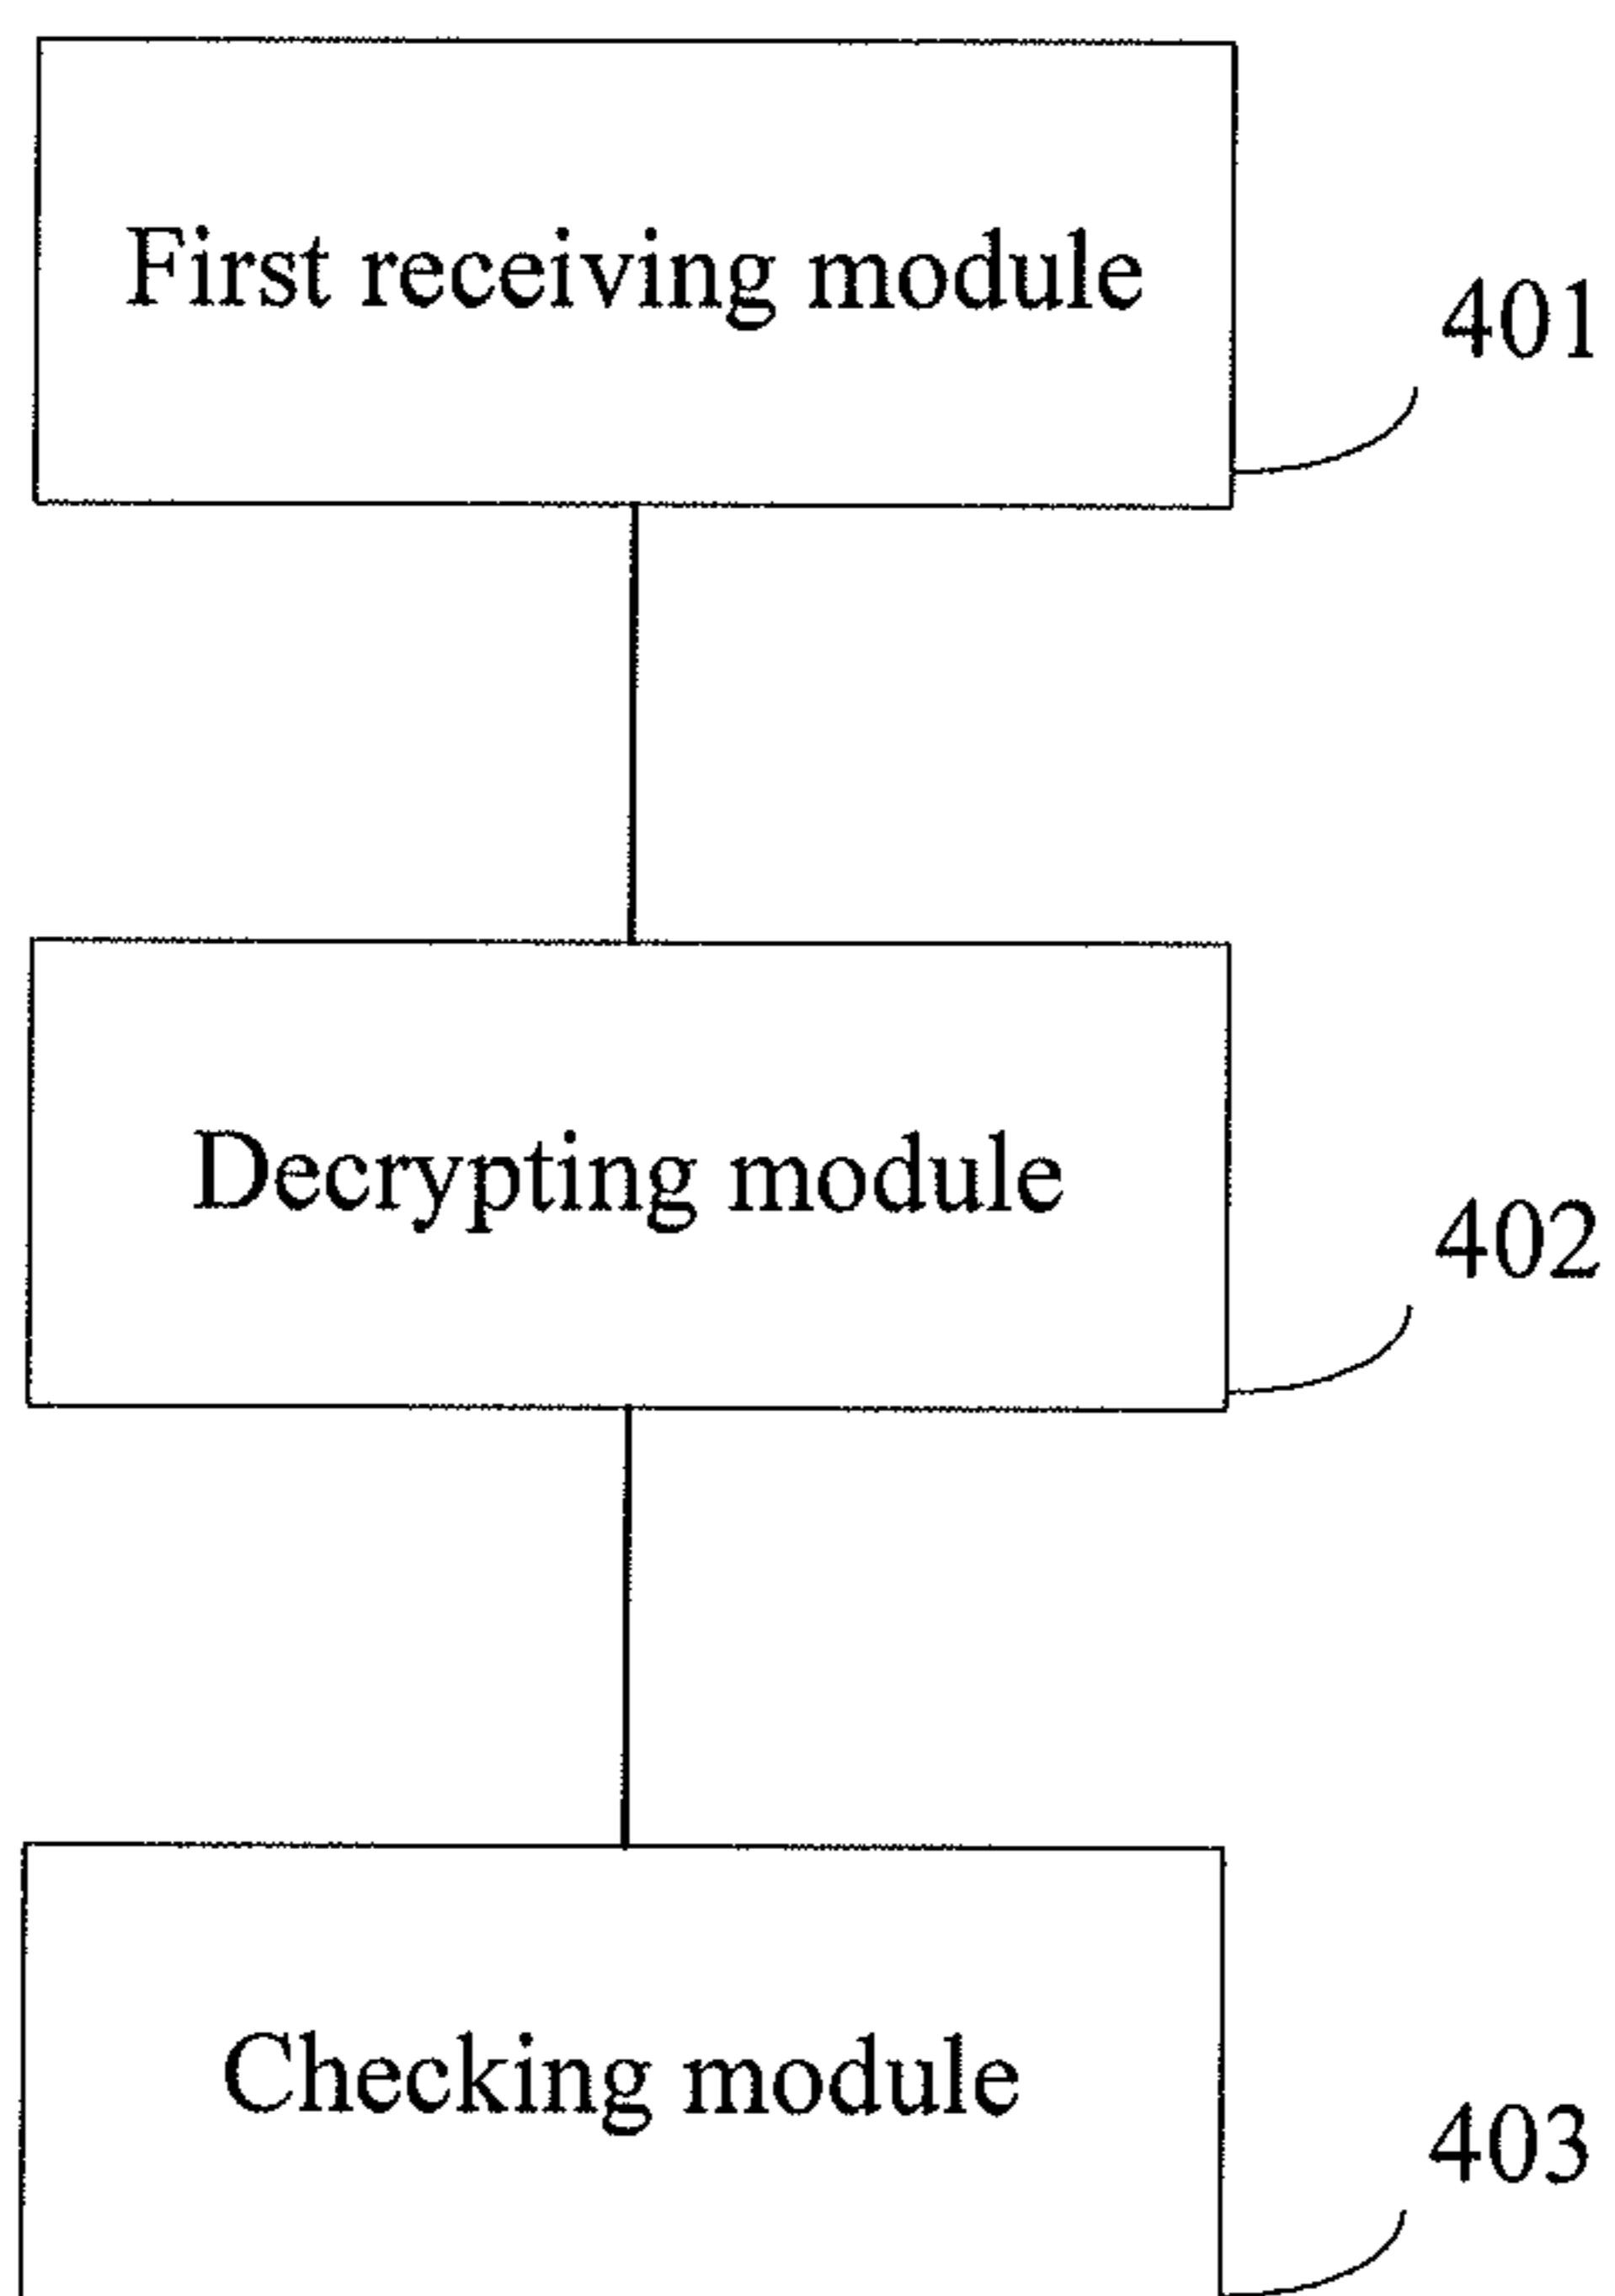 First receiving module
401
Decrypting module
402
Checking module
403